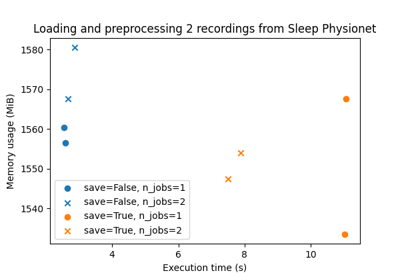 Loading and preprocessing 2 recordings from Sleep Physionet
Memory usage (MiB)
1580
1570
1560
1550
1540
save=False, n_jobs=1
save=False, n_jobs=2
save=True, n_jobs=1
save=True, n_jobs=2
4 6 8 10
Execution time (s)